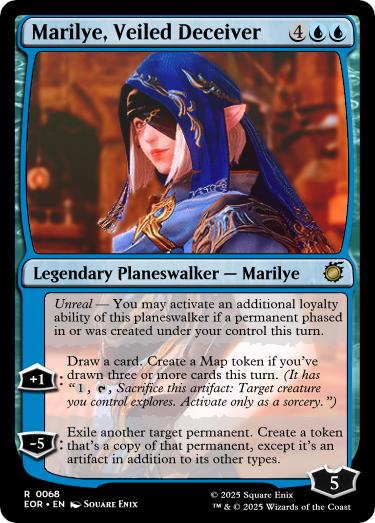 Marilye, Veiled Deceiver 4
Legendary Planeswalker — Marilye
Unreal — You may activate an additional loyalty
ability of this planeswalker if a permanent phased
in or was created under your control this turn.
+1 : Draw a card. Create a Map token if you've
drawn three or more cards this turn. (It has
“1, , Sacrifice this artifact: Target creature
you control explores. Activate only as a sorcery.”)
-5 : Exile another target permanent. Create a token
that's a copy of that permanent, except it's an
artifact in addition to its other types.
5
R 0068
EOR • EN Square Enix
© 2025 Square Enix
™ & © 2025 Wizards of the Coast